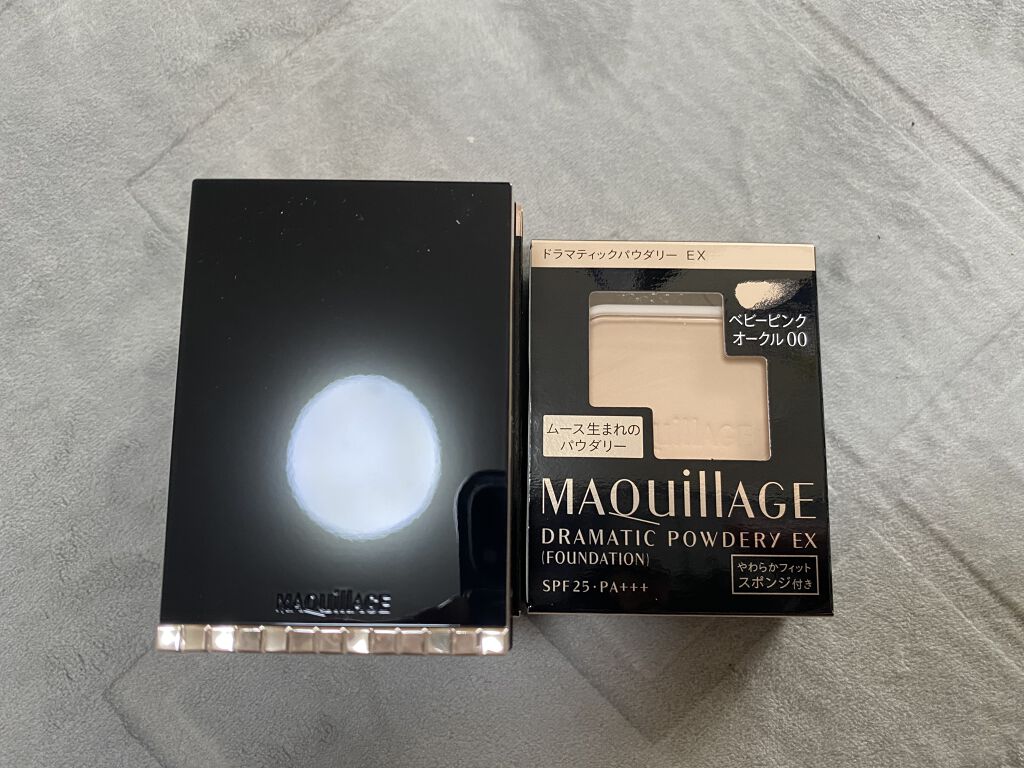 MAQuillAGE
ドラマティックパウダリー EX
ベビーピンク
オークル00
ムース生まれの
パウダリー
MAQuillAGE
MAQuillAGE
DRAMATIC POWDERY EX
(FOUNDATION)
SPF25・PA+++
やわらかフィット
スポンジ付き